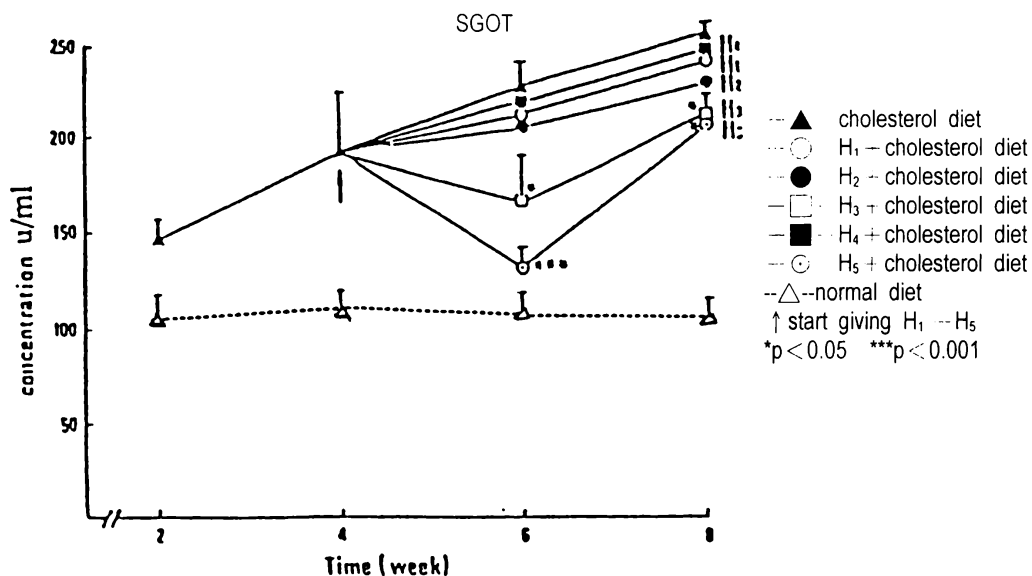 SGOT
250
200
150
100
50
concentration u/ml
2
4
6
8
Time (week)
*
***
*
cholesterol diet
H₁ – cholesterol diet
H₂ – cholesterol diet
H₃ + cholesterol diet
H₄ + cholesterol diet
H₅ + cholesterol diet
normal diet
↑ start giving H₁ --- H₅
*p < 0.05 ***p < 0.001